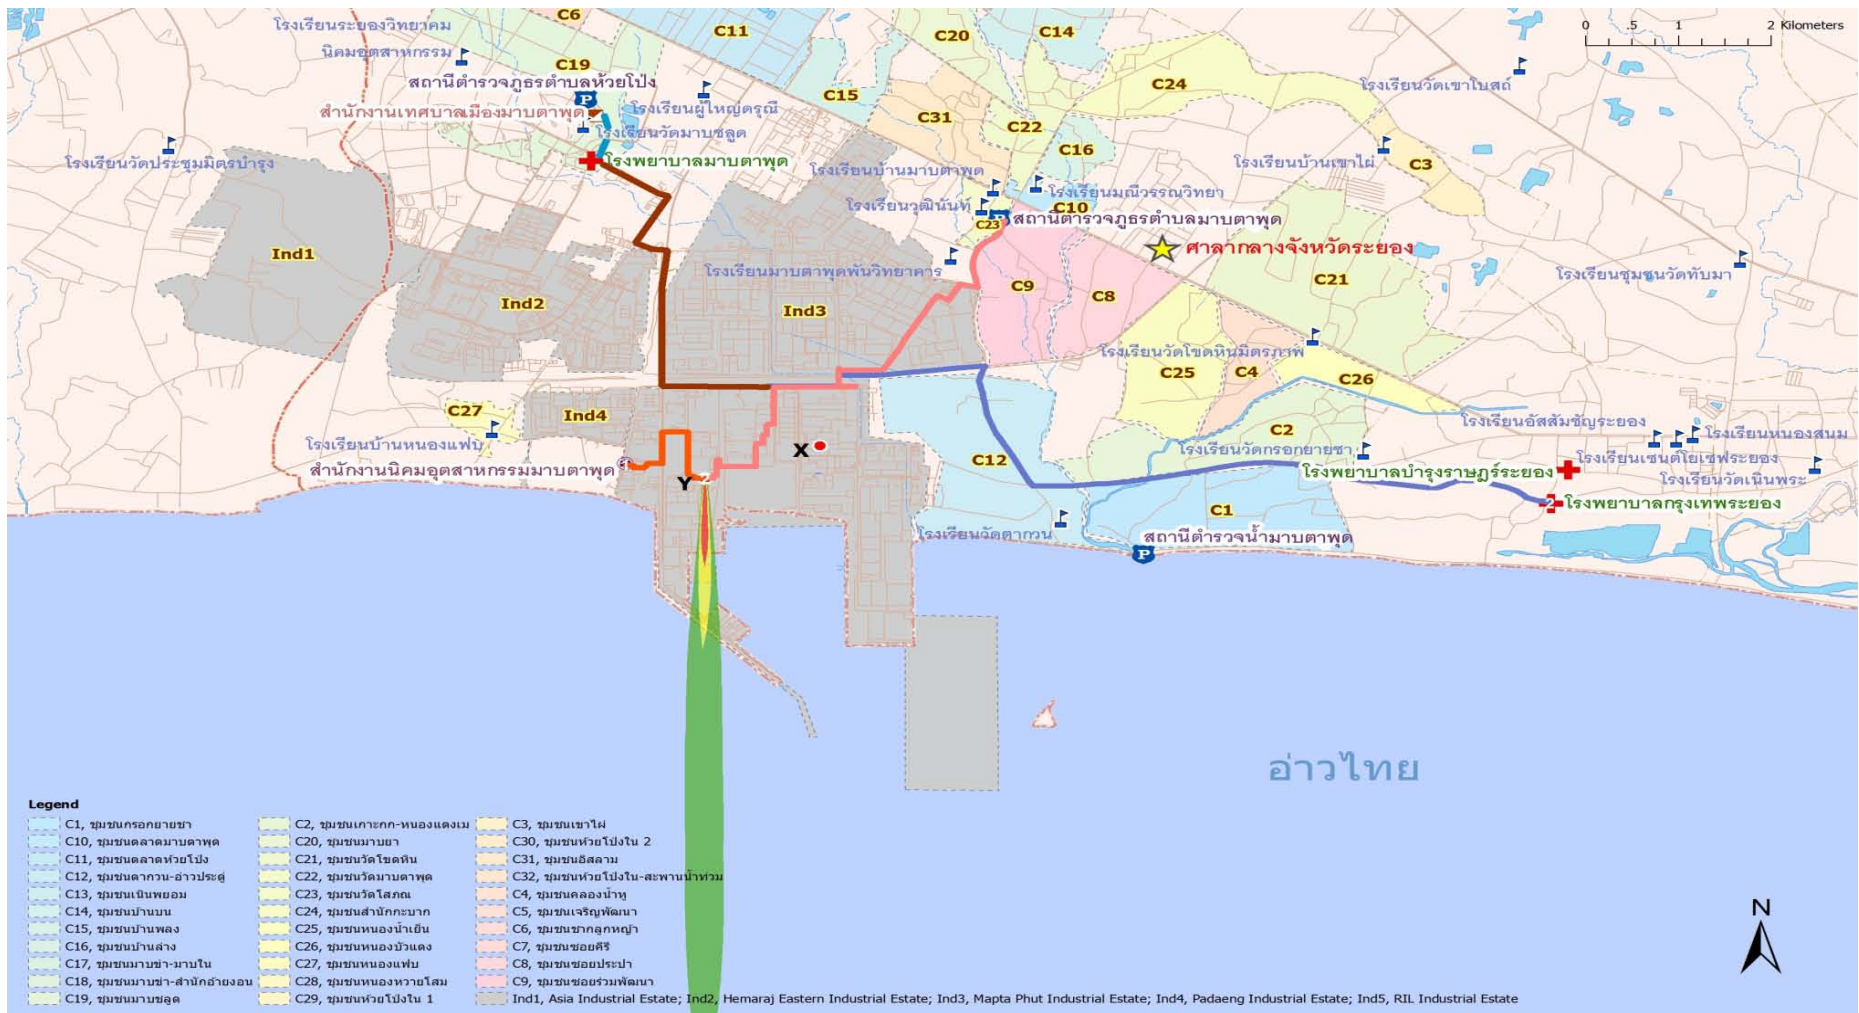 0 .5 1 2 Kilometers
C6
โรงเรียนระยองวิทยาคม
นิคมอุตสาหกรรม
C11
C20
C14
C19
สถานีตำรวจภูธรตำบลห้วยโป่ง
C24
โรงเรียนวัดเขาโบสถ์
C15
สำนักงานเทศบาลเมืองมาบตาพุด
โรงเรียนผู้ใหญ่ดรุณี
C31
C22
โรงเรียนวัดมาบชลูด
C16
โรงเรียนวัดประชุมมิตรบำรุง
โรงพยาบาลมาบตาพุด
โรงเรียนบ้านมาบตาพุด
โรงเรียนบ้านเขาไผ่
C3
โรงเรียนมณีวรรณวิทยา
โรงเรียนวุฒินันท์
C10
C23
สถานีตำรวจภูธรตำบลมาบตาพุด
ศาลากลางจังหวัดระยอง
Ind1
โรงเรียนมาบตาพุดพันวิทยาคาร
โรงเรียนชุมชนวัดทับมา
C9
C8
C21
Ind2
Ind3
โรงเรียนวัดโขดหินมิตรภาพ
C25
C4
C26
C27
Ind4
โรงเรียนอัสสัมชัญระยอง
โรงเรียนบ้านหนองแฟบ
C2
โรงเรียนหนองสนม
X
โรงเรียนวัดกรอกยายชา
C12
โรงเรียนเซนต์โยเซฟระยอง
สำนักงานนิคมอุตสาหกรรมมาบตาพุด
1
โรงพยาบาลบำรุงราษฎร์ระยอง
โรงเรียนวัดเนินพระ
Y
2
2
โรงพยาบาลกรุงเทพระยอง
C1
โรงเรียนวัดตากวน
สถานีตำรวจน้ำมาบตาพุด
P
P
อ่าวไทย
N
Legend
C1, ชุมชนกรอกยายชา
C10, ชุมชนตลาดมาบตาพุด
C11, ชุมชนตลาดห้วยโป่ง
C12, ชุมชนตากวน-อ่าวประดู่
C13, ชุมชนเนินพยอม
C14, ชุมชนบ้านบน
C15, ชุมชนบ้านพลง
C16, ชุมชนบ้านล่าง
C17, ชุมชนมาบข่า-มาบใน
C18, ชุมชนมาบข่า-สำนักอ้ายงอน
C19, ชุมชนมาบชลูด
C2, ชุมชนเกาะกก-หนองแตงเม
C20, ชุมชนมาบยา
C21, ชุมชนวัดโขดหิน
C22, ชุมชนวัดมาบตาพุด
C23, ชุมชนวัดโสภณ
C24, ชุมชนสำนักกะบาก
C25, ชุมชนหนองน้ำเย็น
C26, ชุมชนหนองบัวแดง
C27, ชุมชนหนองแฟบ
C28, ชุมชนหนองหวายโสม
C29, ชุมชนห้วยโป่งใน 1
C3, ชุมชนเขาไผ่
C30, ชุมชนห้วยโป่งใน 2
C31, ชุมชนอิสลาม
C32, ชุมชนห้วยโป่งใน-สะพานน้ำท่วม
C4, ชุมชนคลองน้ำหู
C5, ชุมชนเจริญพัฒนา
C6, ชุมชนชากลูกหญ้า
C7, ชุมชนซอยคีรี
C8, ชุมชนซอยประปา
C9, ชุมชนซอยร่วมพัฒนา
Ind1, Asia Industrial Estate; Ind2, Hemaraj Eastern Industrial Estate; Ind3, Mapta Phut Industrial Estate; Ind4, Padaeng Industrial Estate; Ind5, RIL Industrial Estate